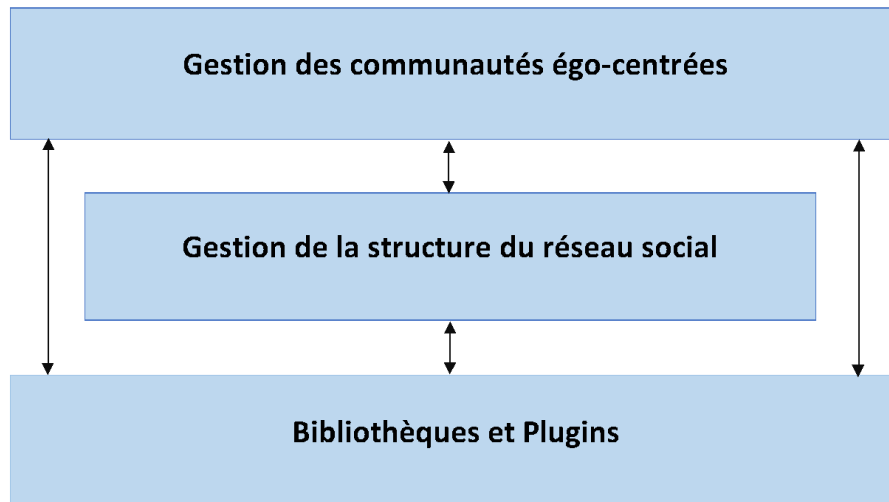 Gestion des communautés égo-centrées
Gestion de la structure du réseau social
Bibliothèques et Plugins